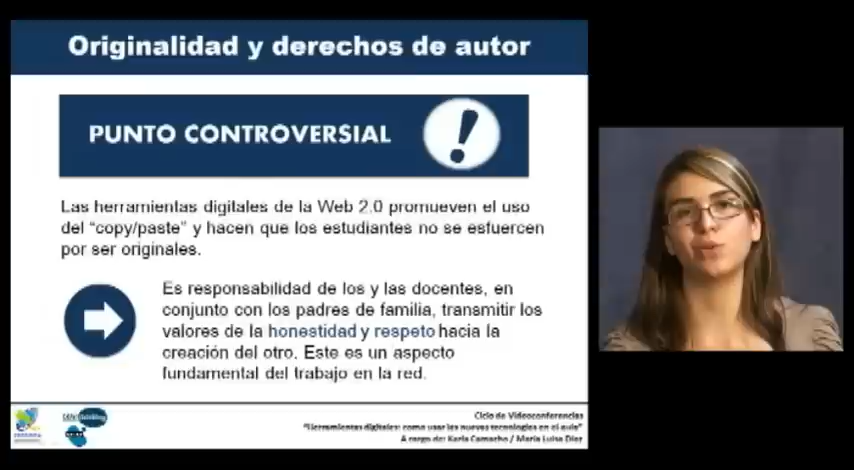 Originalidad y derechos de autor
PUNTO CONTROVERSIAL
Las herramientas digitales de la Web 2.0 promueven el uso
del “copy/paste” y hacen que los estudiantes no se esfuercen
por ser originales.
Es responsabilidad de los y las docentes, en
conjunto con los padres de familia, transmitir los
valores de la honestidad y respeto hacia la
creación del otro. Este es un aspecto
fundamental del trabajo en la red.
Ciclo de Videoconferencias
"Herramientas digitales: como usar las nuevas tecnologías en el aula"
A cargo de: Karla Camacho / María Luisa Díez